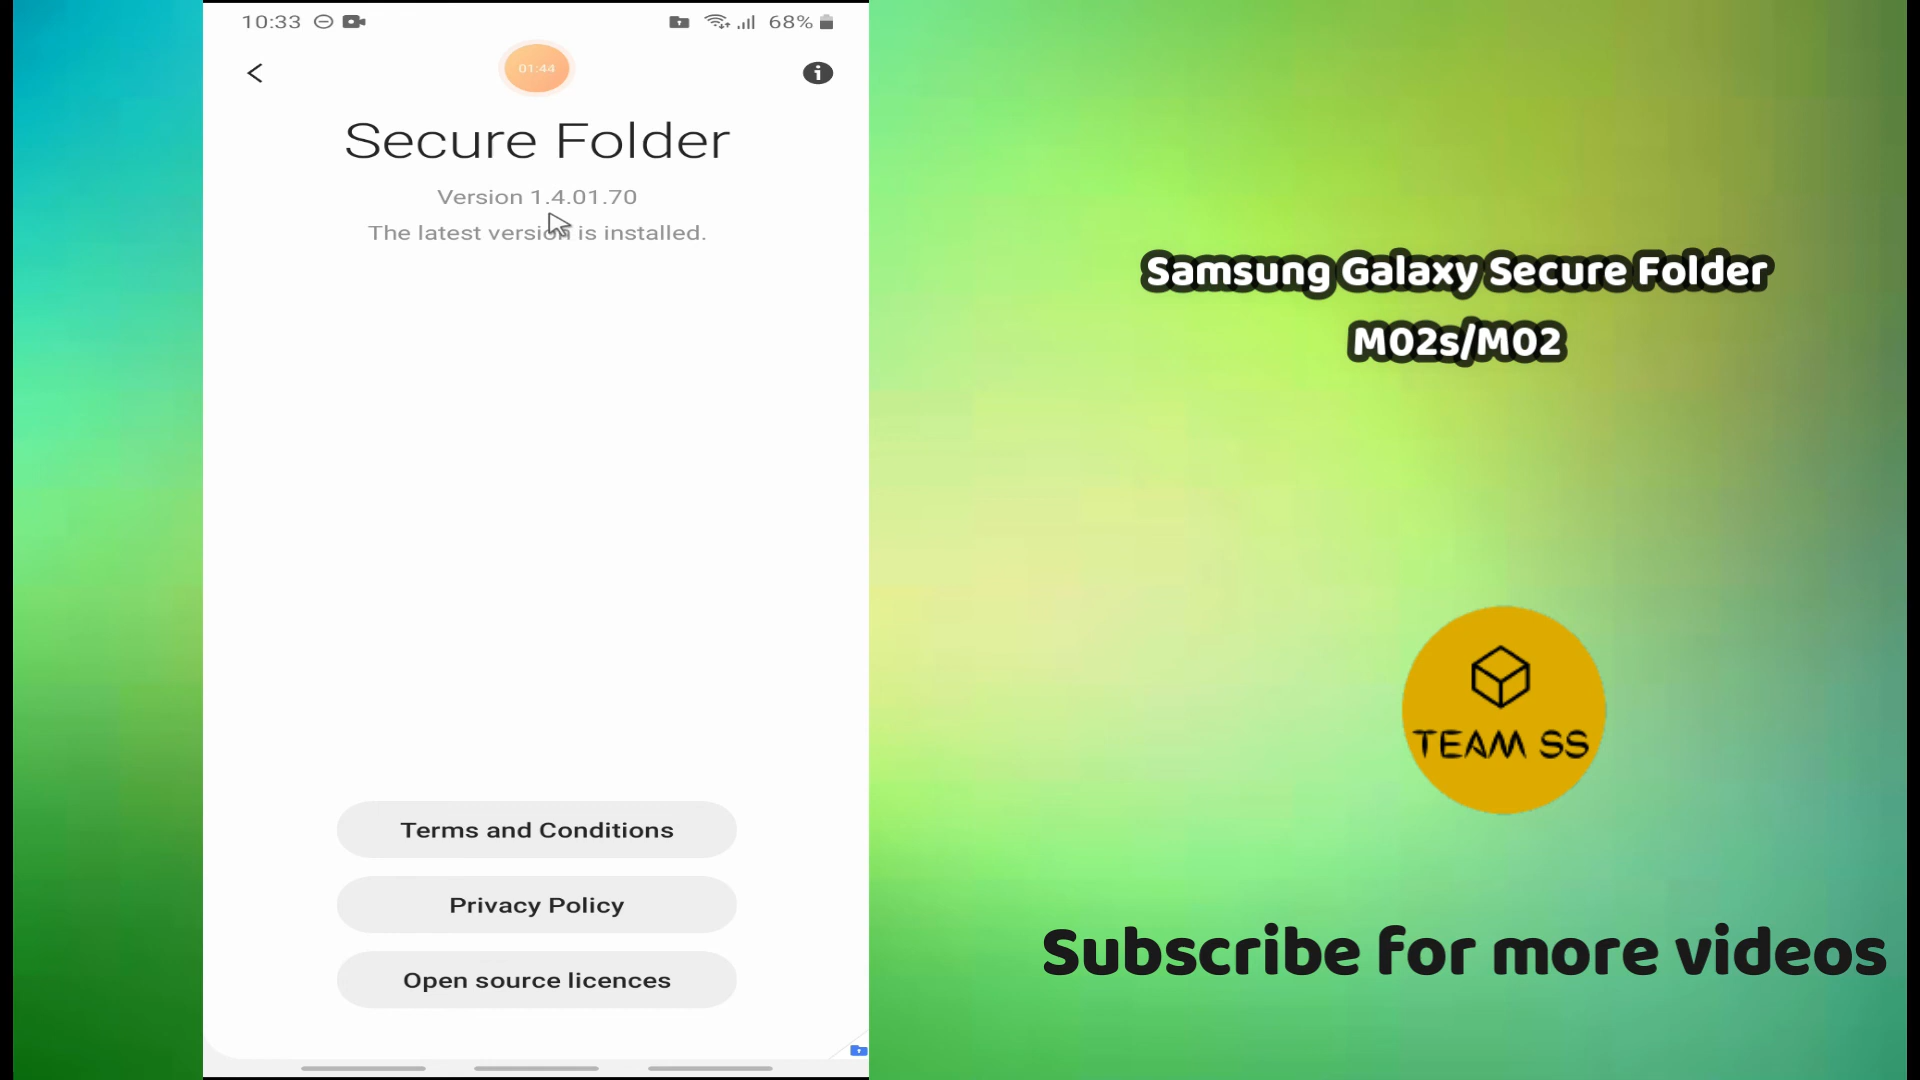 10:33
68%
01:44
Secure Folder
Version 1.4.01.70
The latest version is installed.
Terms and Conditions
Privacy Policy
Open source licences
Samsung Galaxy Secure Folder
M02s/M02
TEAM SS
Subscribe for more videos